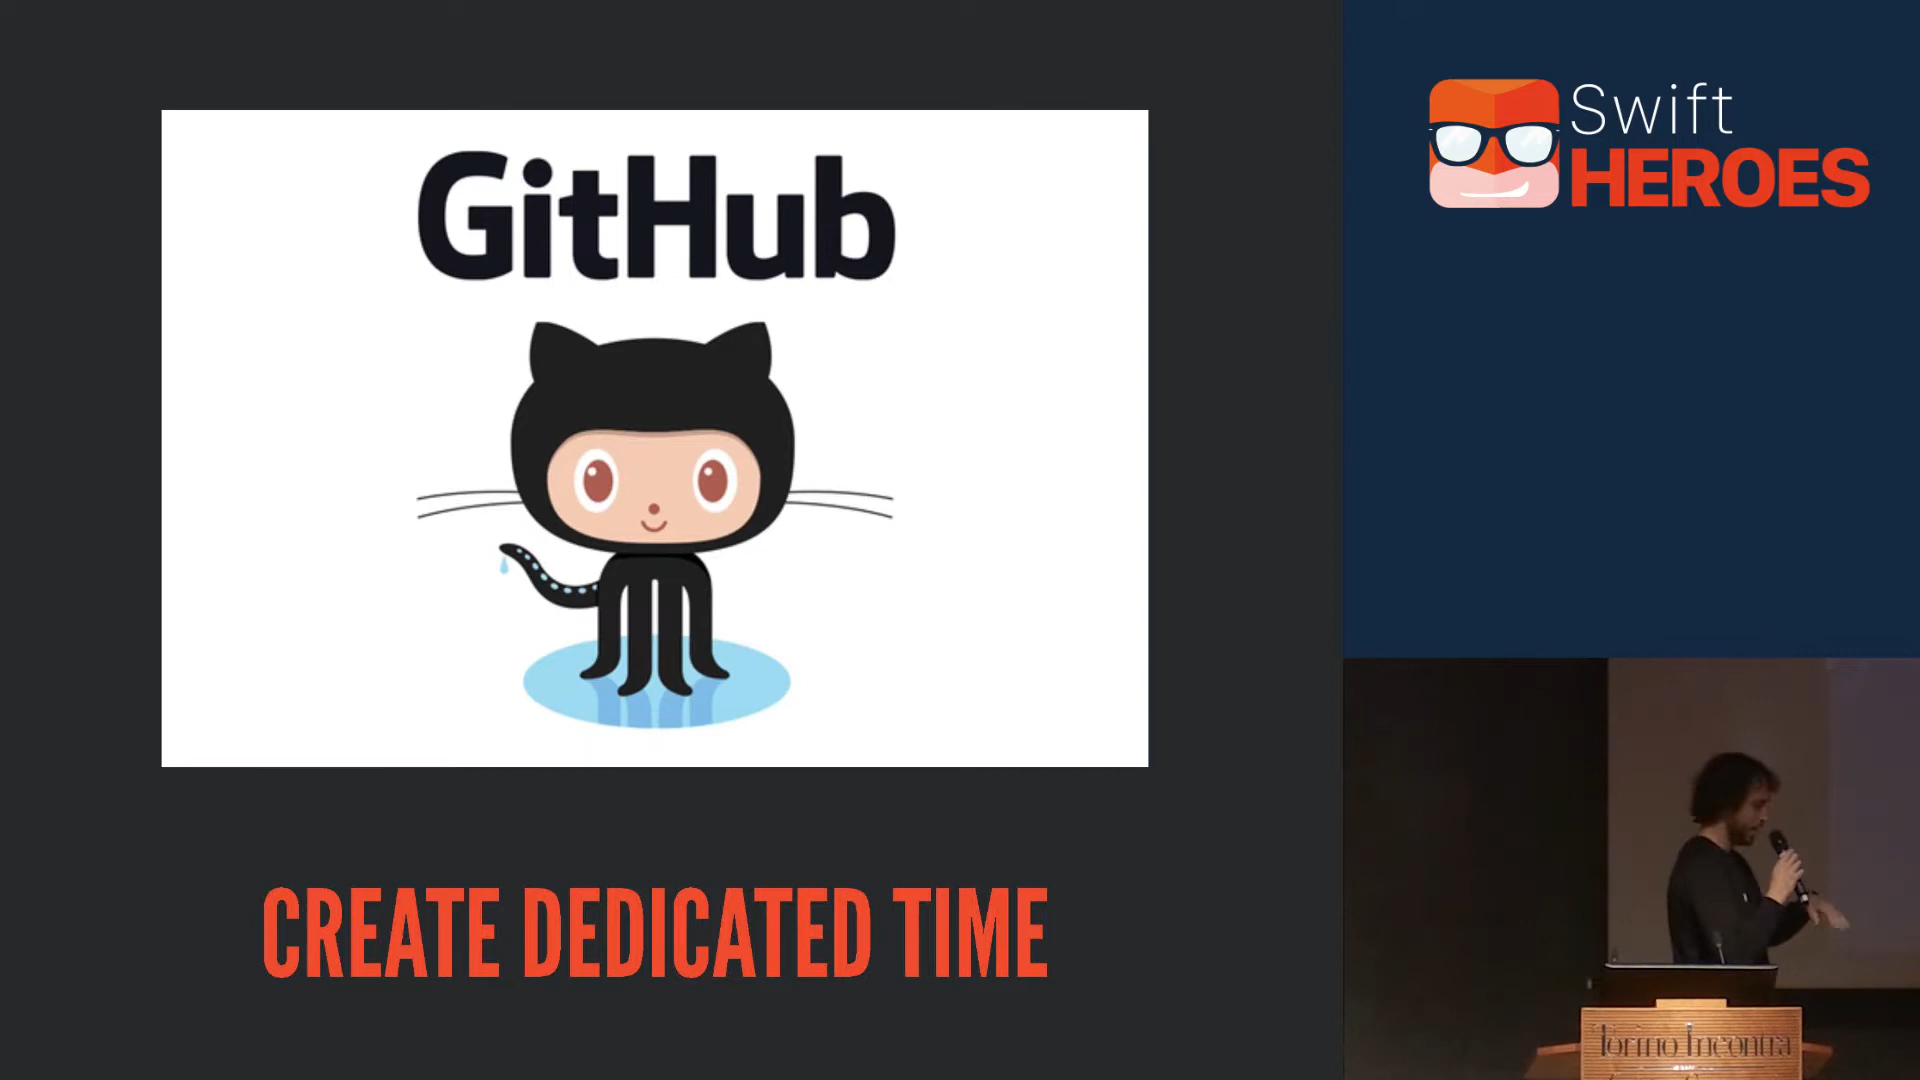 GitHub
CREATE DEDICATED TIME
Swift
HEROES
Torino Incontra